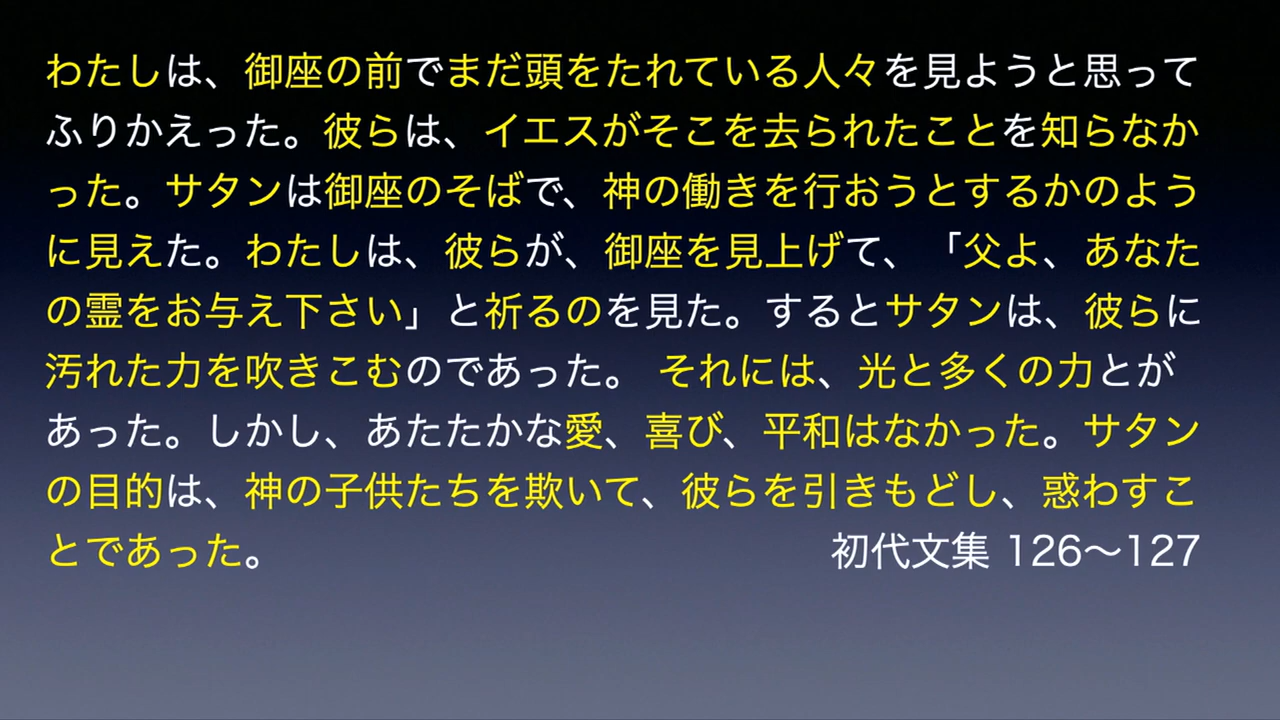 わたしは、御座の前でまだ頭をたれている人々を見ようと思って
ふりかえった。彼らは、イエスがそこを去られたことを知らなか
った。サタンは御座のそばで、神の働きを行おうとするかのよう
に見えた。わたしは、彼らが、御座を見上げて、「父よ、あなた
の霊をお与え下さい」と祈るのを見た。するとサタンは、彼らに
汚れた力を吹きこむのであった。 それには、光と多くの力とが
あった。しかし、あたたかな愛、喜び、平和はなかった。サタン
の目的は、神の子供たちを欺いて、彼らを引きもどし、惑わすこ
とであった。 初代文集 126〜127